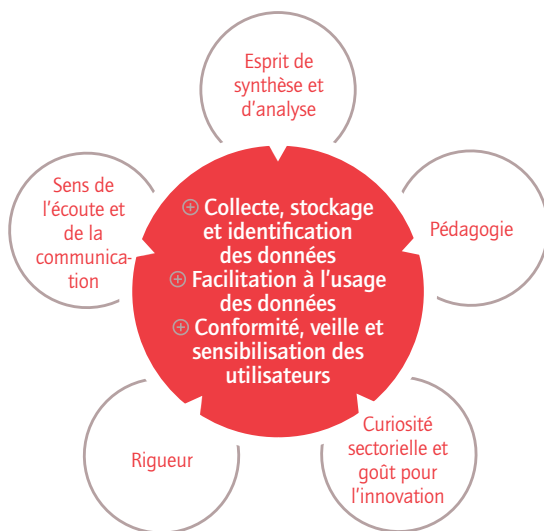 Esprit de
synthèse et
d'analyse
Sens de
l'écoute et
de la
communica-
tion
⊕ Collecte, stockage
et identification
des données
⊕ Facilitation à l'usage
des données
⊕ Conformité, veille et
sensibilisation des
utilisateurs
Pédagogie
Rigueur
Curiosité
sectorielle et
goût pour
l'innovation